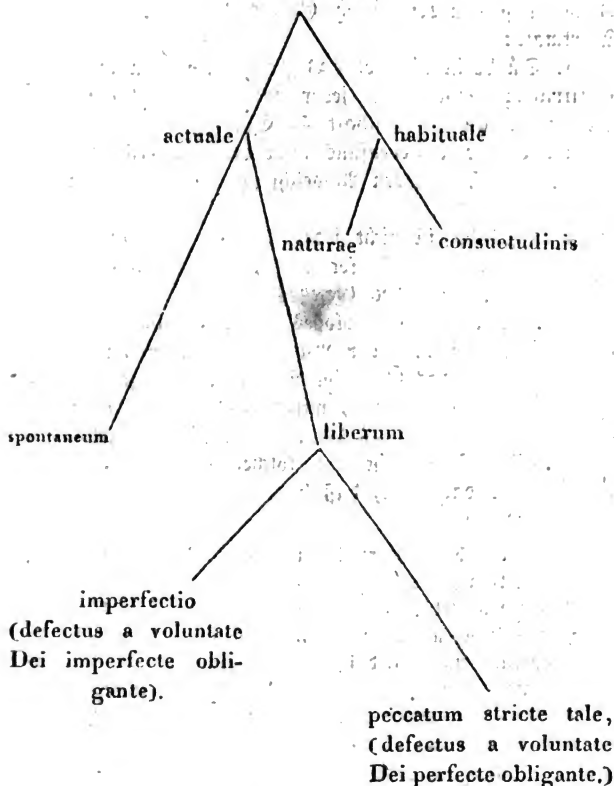 actuale habituale
naturae consuetudinis
spontaneum liberum
imperfectio
(defectus a voluntate
Dei imperfecte obli-
gante).
peccatum stricte tale,
(defectus a voluntate
Dei perfecte obligante.)